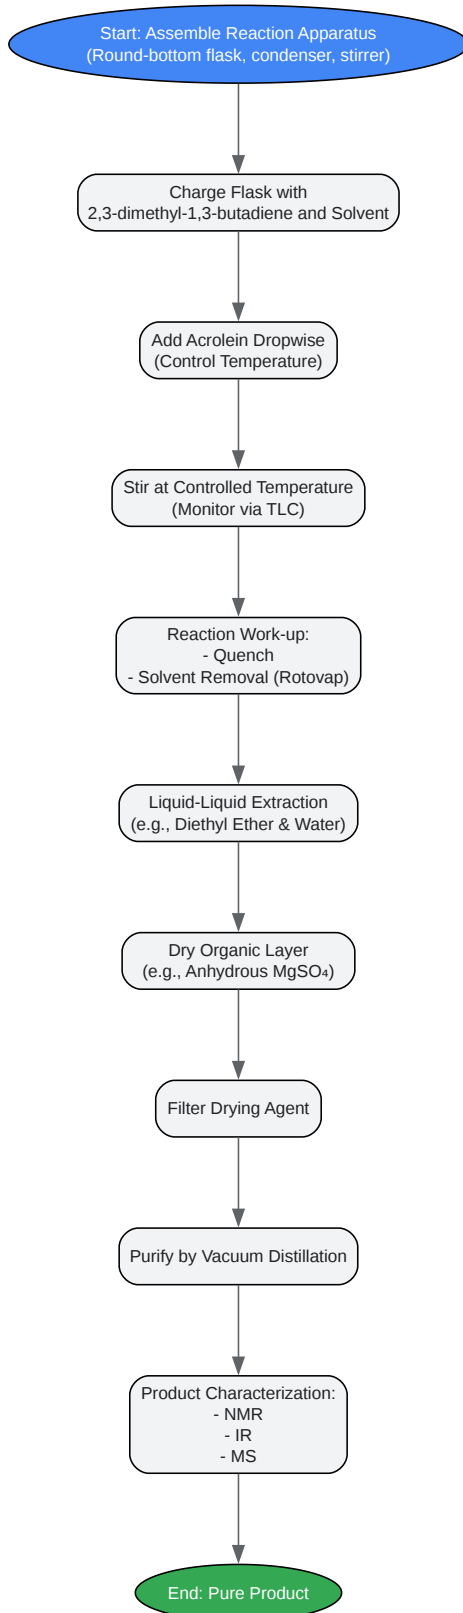 Start: Assemble Reaction Apparatus
(Round-bottom flask, condenser, stirrer)
Charge Flask with
2,3-dimethyl-1,3-butadiene and Solvent
Add Acrolein Dropwise
(Control Temperature)
Stir at Controlled Temperature
(Monitor via TLC)
Reaction Work-up:
- Quench
- Solvent Removal (Rotovap)
Liquid-Liquid Extraction
(e.g., Diethyl Ether & Water)
Dry Organic Layer
(e.g., Anhydrous MgSO₄)
Filter Drying Agent
Purify by Vacuum Distillation
Product Characterization:
- NMR
- IR
- MS
End: Pure Product